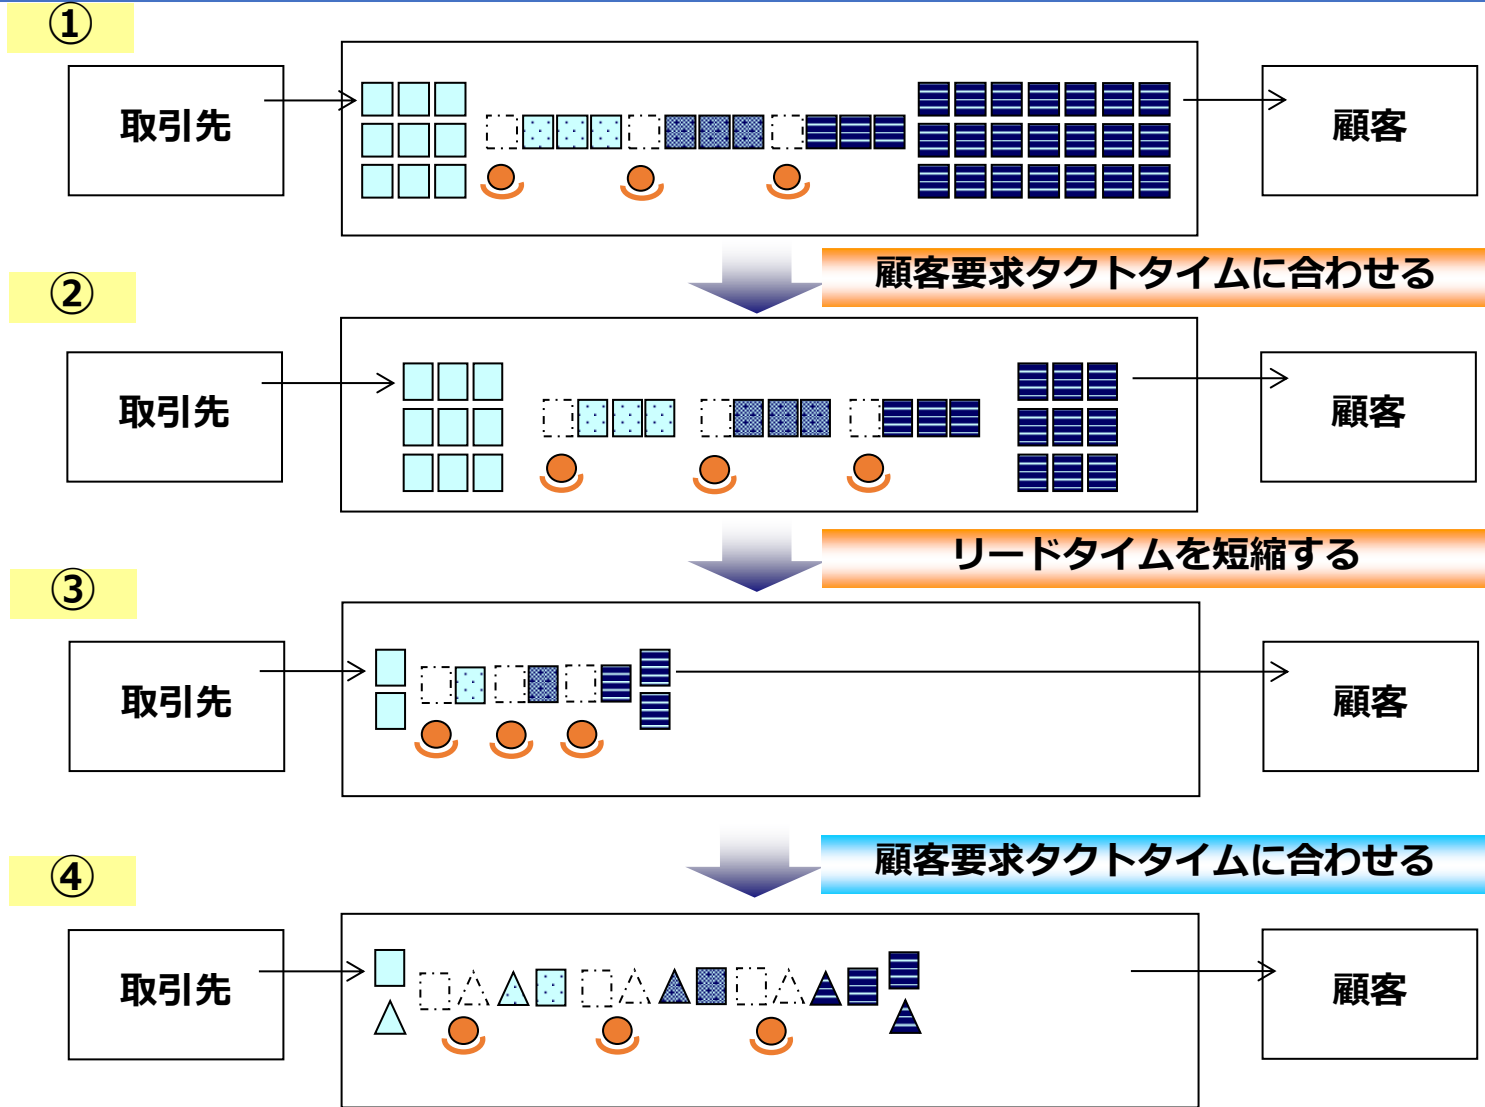 ①
取引先
顧客
顧客要求タクトタイムに合わせる
②
取引先
顧客
リードタイムを短縮する
③
取引先
顧客
顧客要求タクトタイムに合わせる
④
取引先
顧客